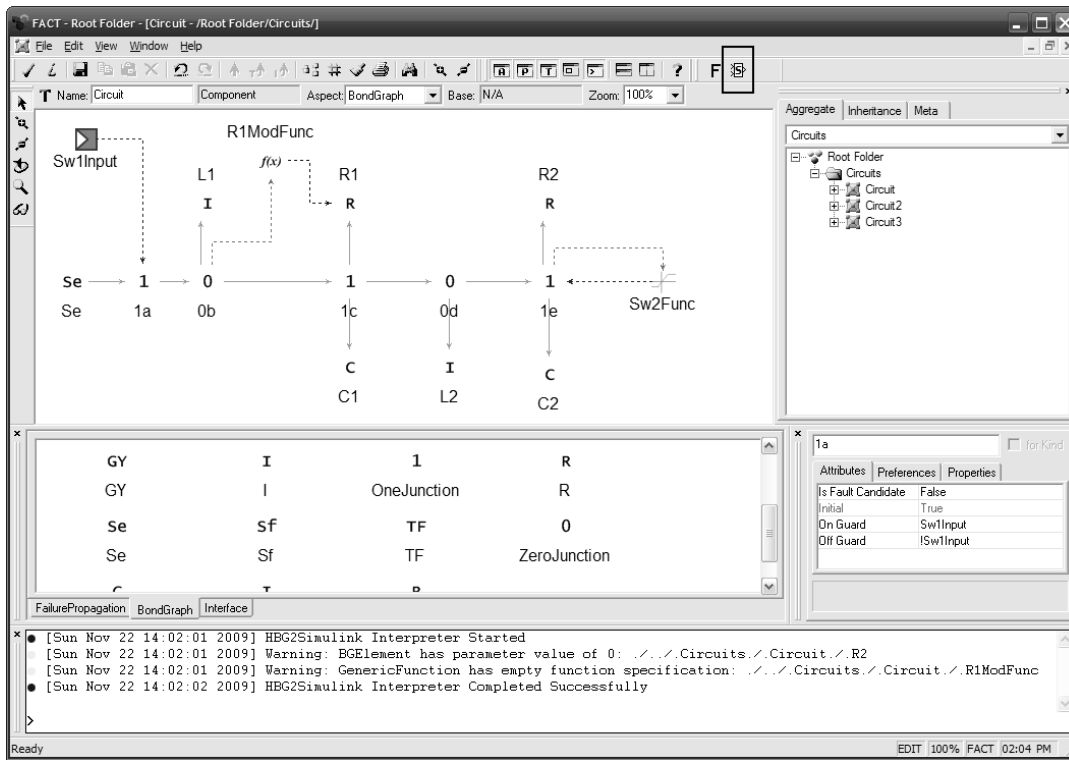 FACT - Root Folder - [Circuit - /Root Folder/Circuits/]
File Edit View Window Help
A P T F S
T Name: Circuit Component Aspect: BondGraph Base: N/A Zoom: 100%
Sw1Input
R1ModFunc
f(x)
L1 R1 R2
I R R
Se 1 0 1 0 1
Se 1a 0b 1c 0d 1e Sw2Func
C I C
C1 L2 C2
Aggregate Inheritance Meta
Circuits
Root Folder
Circuits
Circuit
Circuit2
Circuit3
GY I 1 R
GY I OneJunction R
Se Sf TF 0
Se Sf TF ZeroJunction
C I R
FailurePropagation BondGraph Interface
1a for Kind
Attributes Preferences Properties
Is Fault Candidate False
Initial True
On Guard Sw1Input
Off Guard !Sw1Input
[Sun Nov 22 14:02:01 2009] HBG2Simulink Interpreter Started
[Sun Nov 22 14:02:01 2009] Warning: BGElement has parameter value of 0: ./../.Circuits./.Circuit./.R2
[Sun Nov 22 14:02:01 2009] Warning: GenericFunction has empty function specification: ./../.Circuits./.Circuit./.R1ModFunc
[Sun Nov 22 14:02:02 2009] HBG2Simulink Interpreter Completed Successfully
>
Ready EDIT 100% FACT 02:04 PM